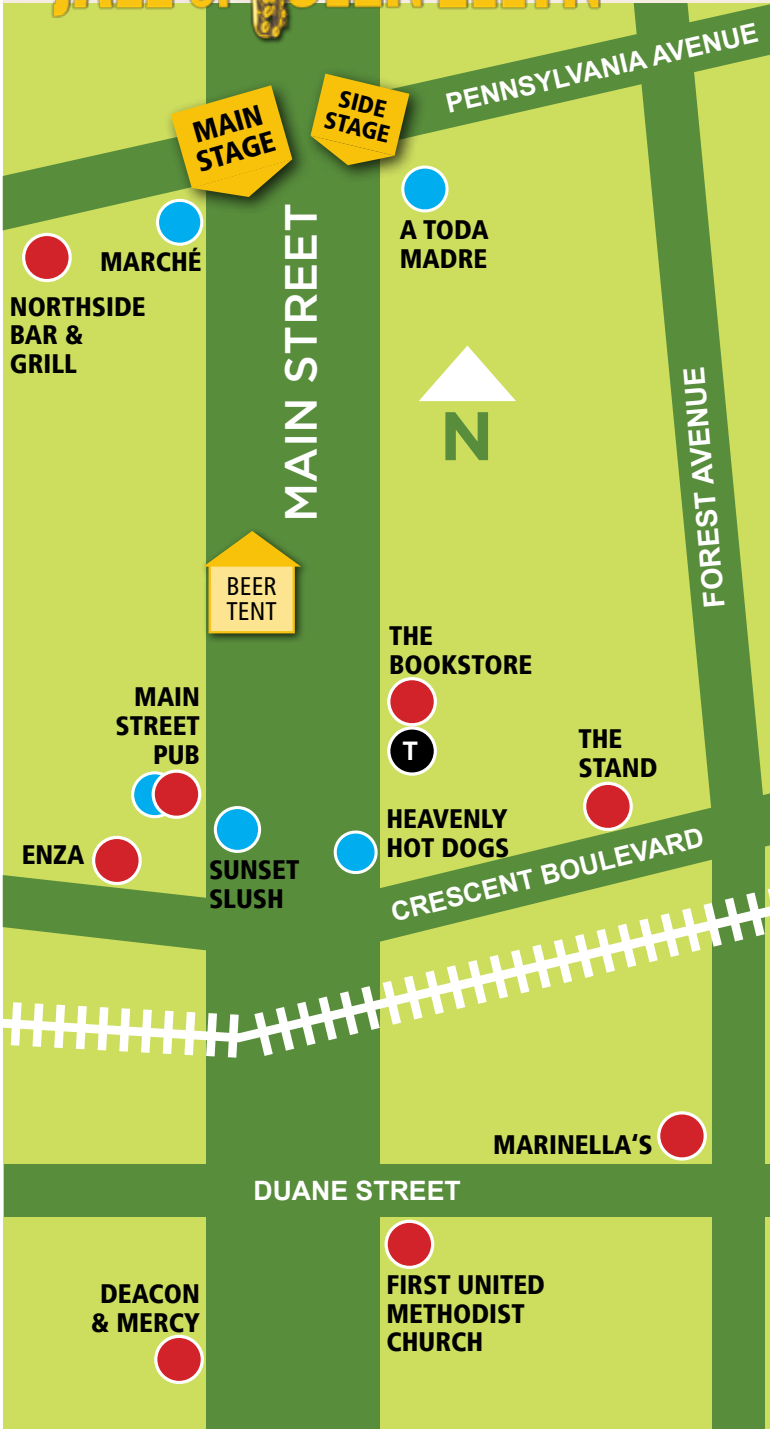 PENNSYLVANIA AVENUE
MAIN
STAGE
SIDE
STAGE
A TODA
MADRE
MARCHÉ
NORTHSIDE
BAR &
GRILL
MAIN STREET
N
FOREST AVENUE
BEER
TENT
THE
BOOKSTORE
T
MAIN
STREET
PUB
THE
STAND
ENZA
SUNSET
SLUSH
HEAVENLY
HOT DOGS
CRESCENT BOULEVARD
MARINELLA'S
DUANE STREET
DEACON
& MERCY
FIRST UNITED
METHODIST
CHURCH